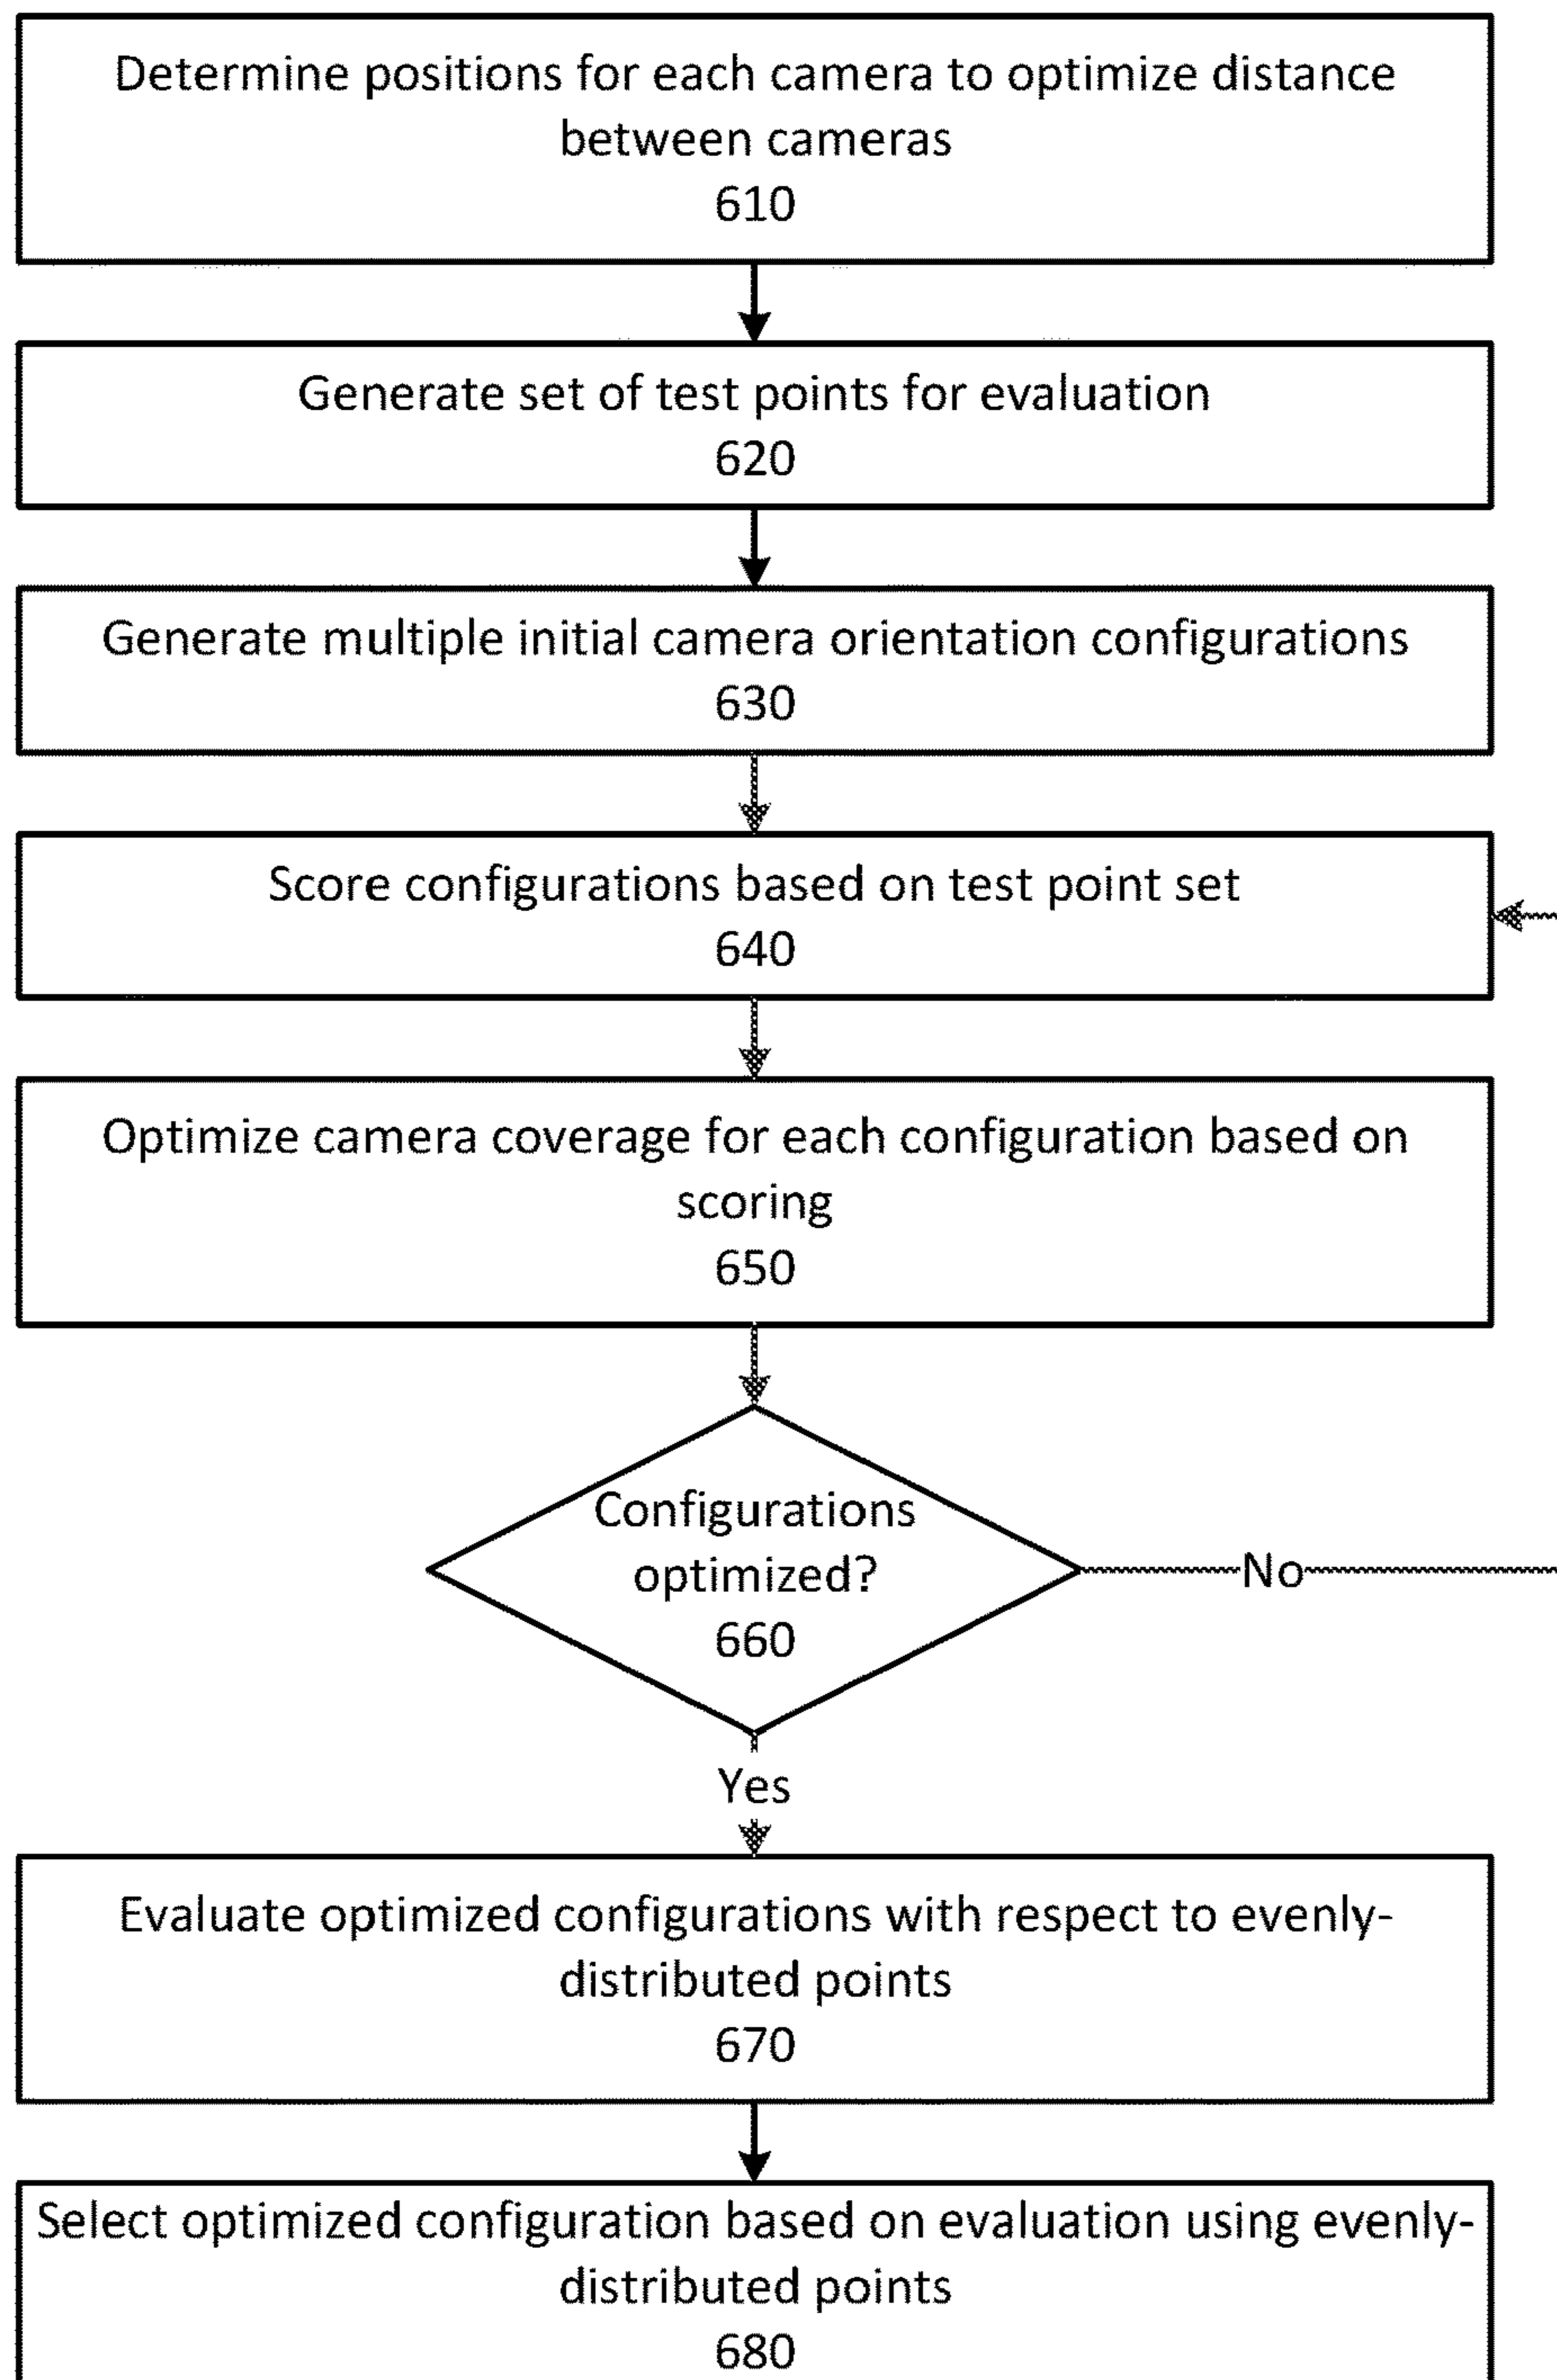 Determine positions for each camera to optimize distance
between cameras
610
Generate set of test points for evaluation
620
Generate multiple initial camera orientation configurations
630
Score configurations based on test point set
640
Optimize camera coverage for each configuration based on
scoring
650
Configurations
optimized?
660
No
Yes
Evaluate optimized configurations with respect to evenly-
distributed points
670
Select optimized configuration based on evaluation using evenly-
distributed points
680